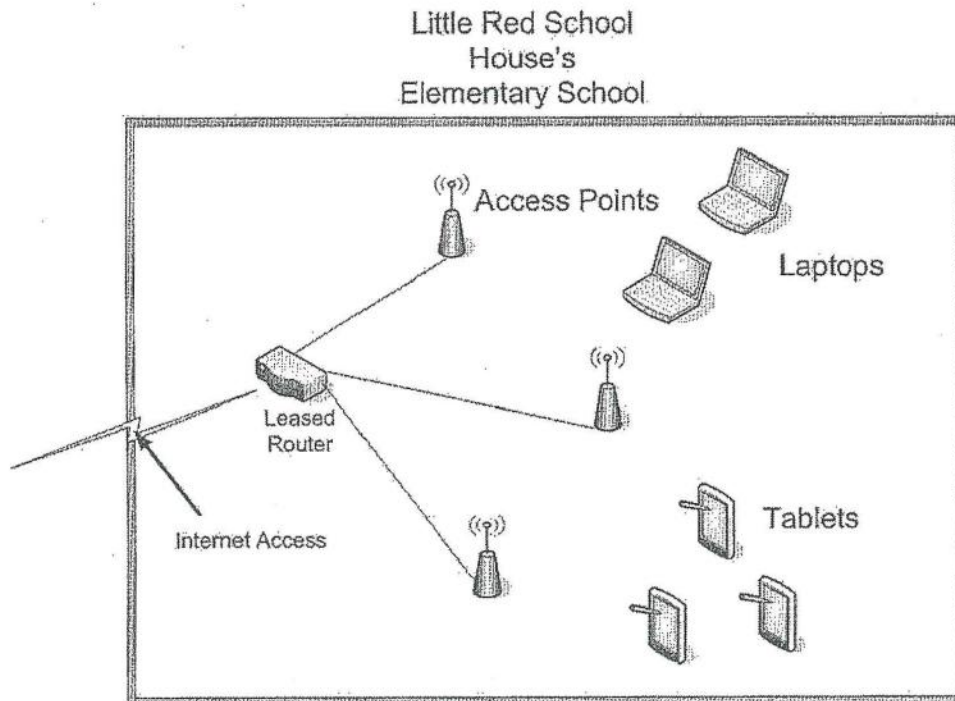 Little Red School
House's
Elementary School
Access Points
Laptops
Leased
Router
Internet Access
Tablets